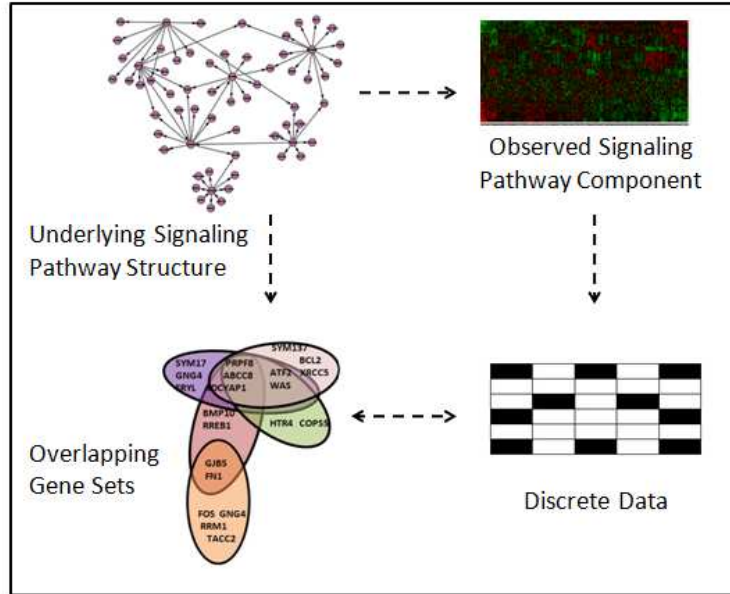 Observed Signaling
Pathway Component
Underlying Signaling
Pathway Structure
SYM17
GNG4
ERYL
PRPF8
ABCC8
SYM137
BCL2
ATF2 XRCC5
WAS
BMP10
RREB1
HTR4 COPS5
GJB5
FN1
FOS GNG4
RRM1
TACC2
Overlapping
Gene Sets
Discrete Data